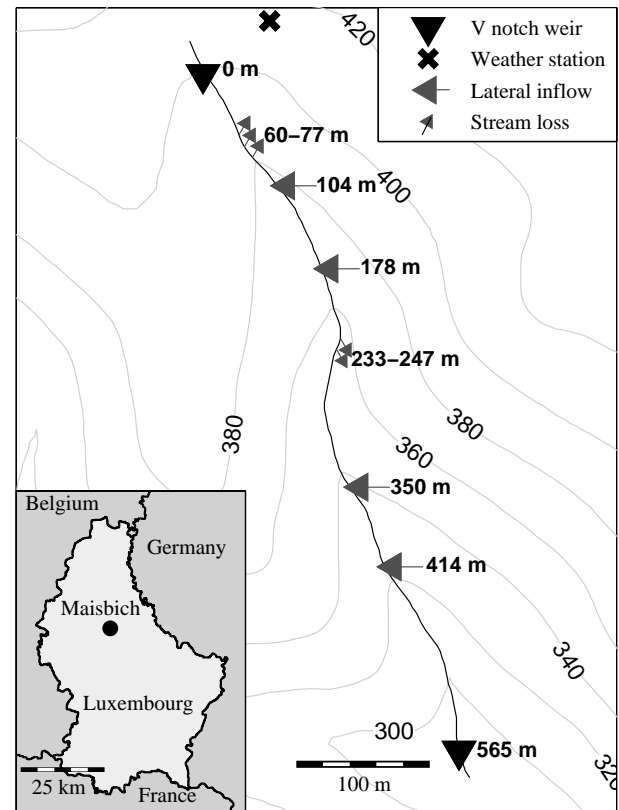 420
V notch weir
Weather station
Lateral inflow
Stream loss
0 m
60–77 m
104 m
400
178 m
233–247 m
380
380
360
350 m
414 m
340
320
300
565 m
100 m
Belgium
Germany
Maisbich
Luxembourg
25 km
France